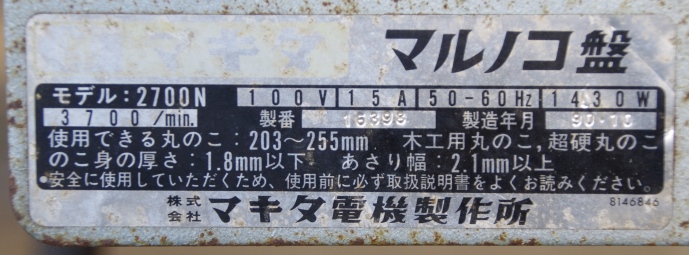 マキタ マルノコ盤
モデル:2700N 100V 15A 50-60Hz 1430W
3700/min. 製番 15398 製造年月 90-10
使用できる丸のこ:203〜255mm 木工用丸のこ,超硬丸のこ
のこ身の厚さ:1.8mm以下 あさり幅:2.1mm以上
•安全に使用していただくため、使用前に必ず取扱説明書をよくお読みください。
株式会社 マキタ電機製作所
8146846